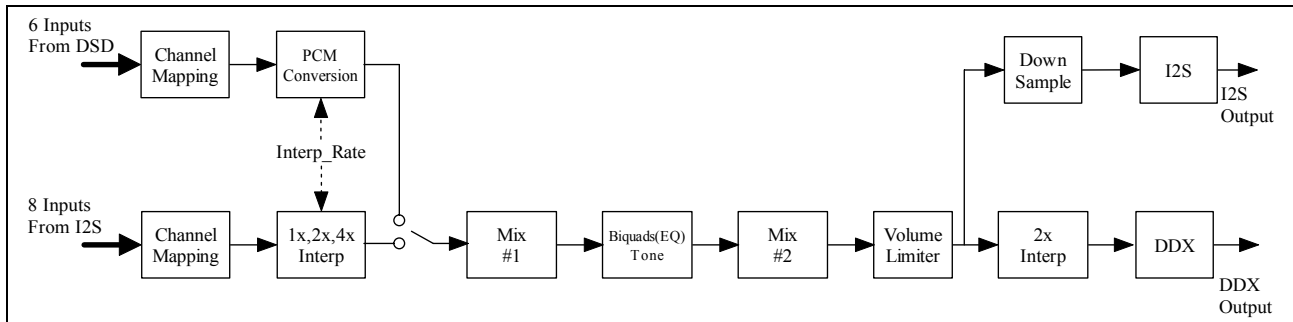 6 Inputs
From DSD
Channel
Mapping
PCM
Conversion
Down
Sample
I2S
I2S
Output
Interp_Rate
8 Inputs
From I2S
Channel
Mapping
1x,2x,4x
Interp
Mix
#1
Biquads(EQ)
Tone
Mix
#2
Volume
Limiter
2x
Interp
DDX
DDX
Output